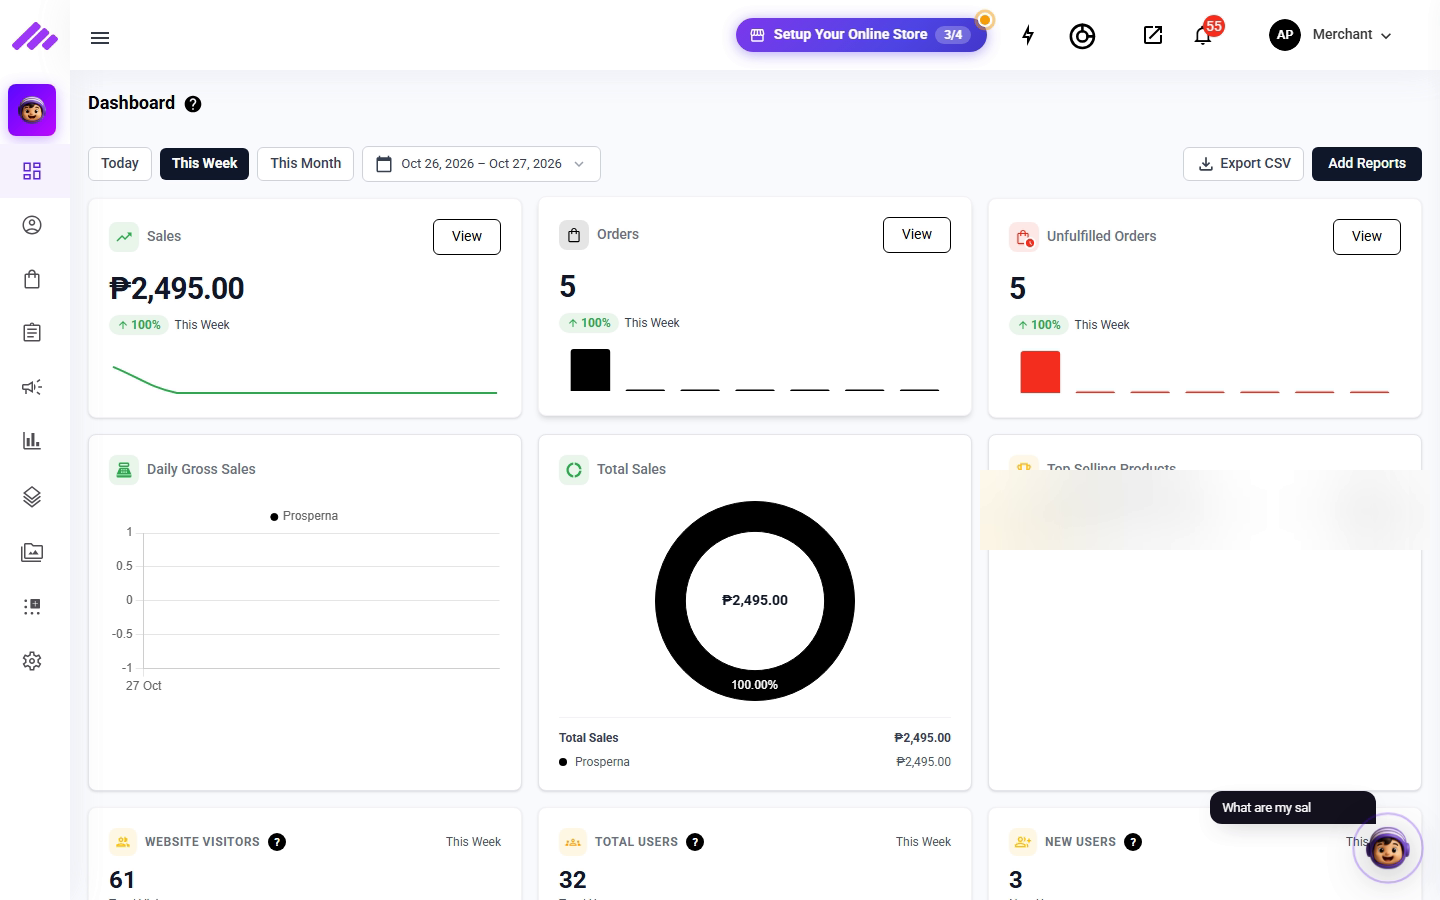 Setup Your Online Store 3/4
55
AP Merchant
Dashboard ?
Today This Week This Month Oct 26, 2026 – Oct 27, 2026 Export CSV Add Reports
Sales View
₱2,495.00
↑ 100% This Week
Orders View
5
↑ 100% This Week
Unfulfilled Orders View
5
↑ 100% This Week
Daily Gross Sales
Prosperna
1
0.5
0
-0.5
-1
27 Oct
Total Sales
₱2,495.00
100.00%
Total Sales ₱2,495.00
Prosperna ₱2,495.00
Top Selling Products
What are my sal
WEBSITE VISITORS ? This Week
61
TOTAL USERS ? This Week
32
NEW USERS ? This
3